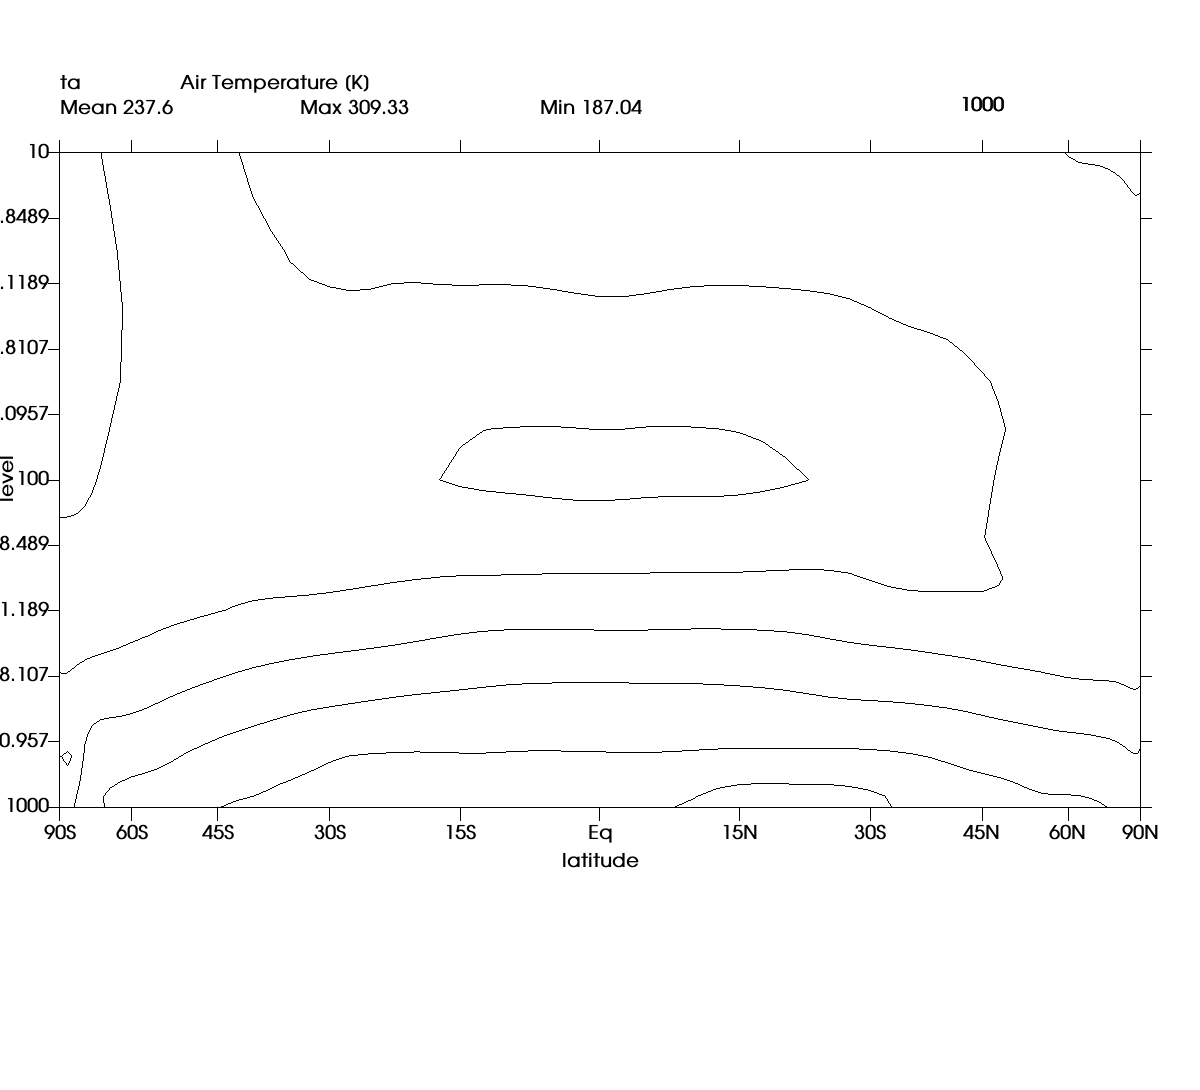 ta Air Temperature (K)
Mean 237.6 Max 309.33 Min 187.04 1000
10
.8489
.1189
.8107
.0957
100
8.489
1.189
8.107
0.957
1000
level
90S 60S 45S 30S 15S Eq 15N 30S 45N 60N 90N
latitude